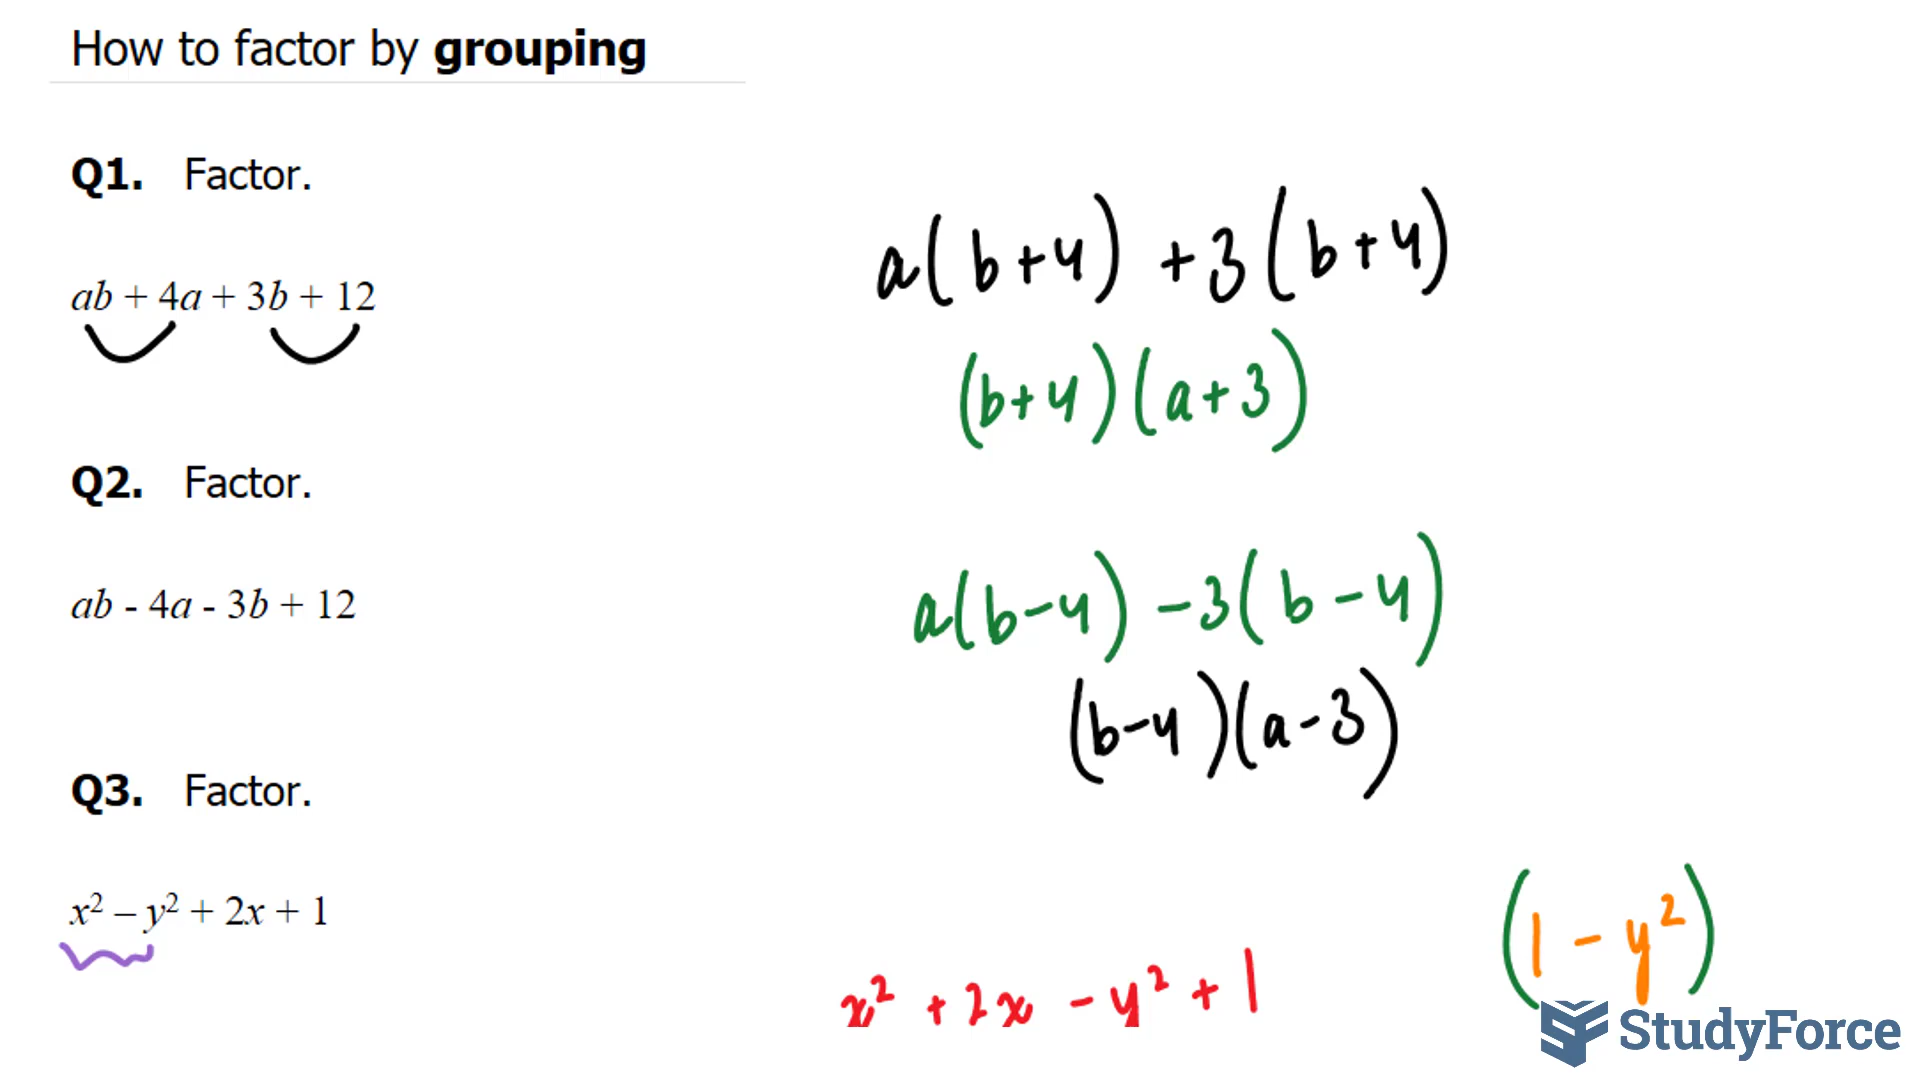 How to factor by grouping
Q1. Factor.
a(b+4) +3(b+4)
ab + 4a + 3b + 12
(b+4)(a+3)
Q2. Factor.
a(b-4) -3(b-4)
ab - 4a - 3b + 12
(b-4)(a-3)
Q3. Factor.
x² – y² + 2x + 1
(1 - y²)
x² + 2x - y² + 1
StudyForce